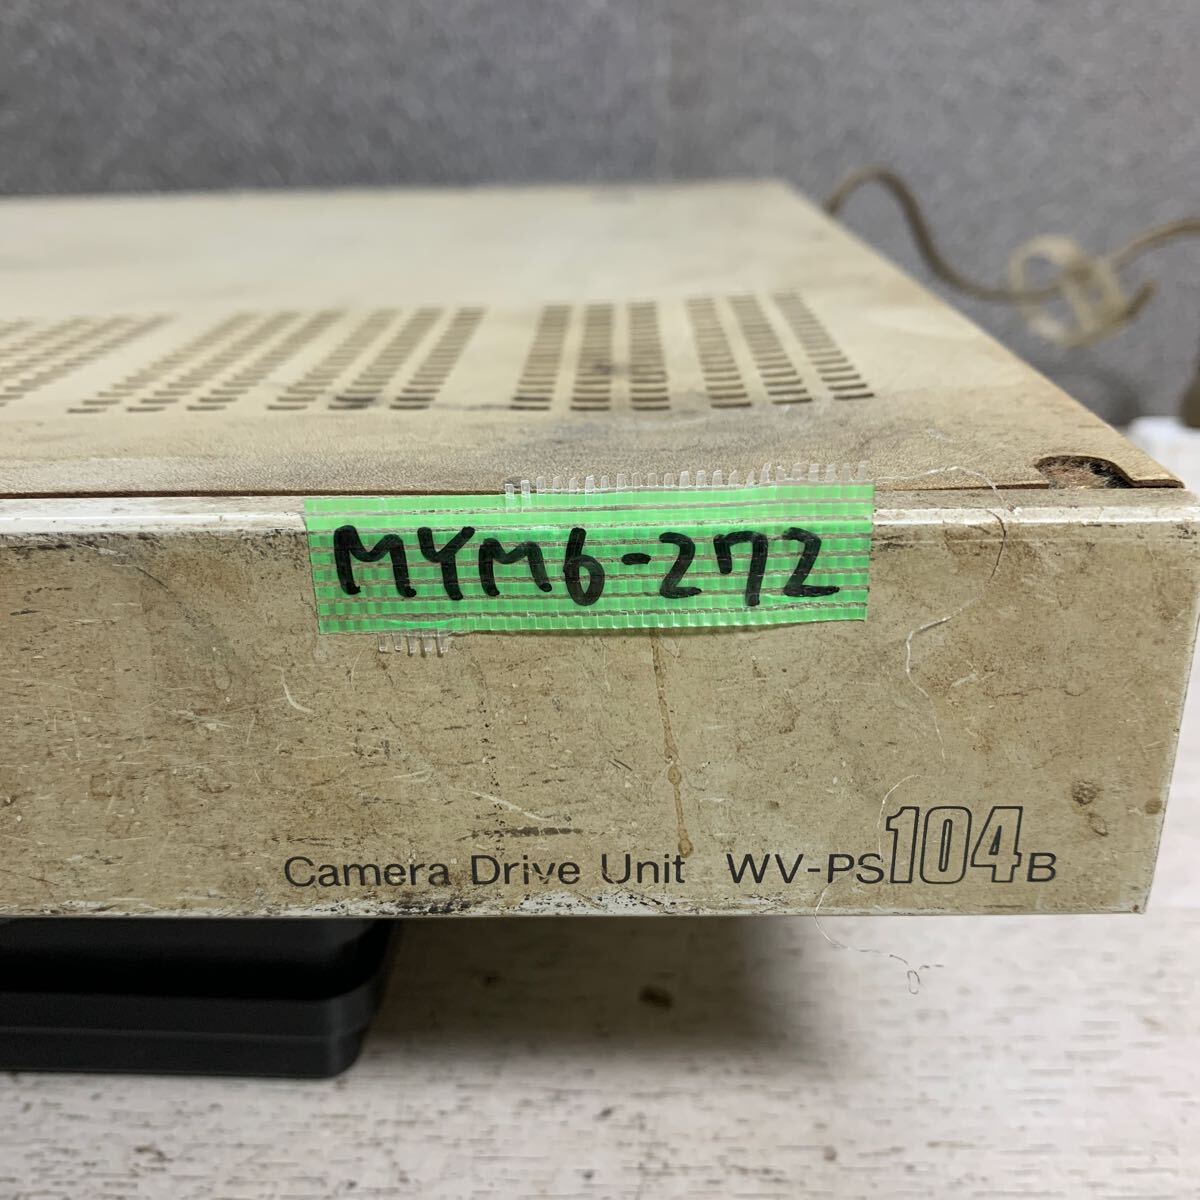 MYM6-272
Camera Drive Unit WV-PS104B